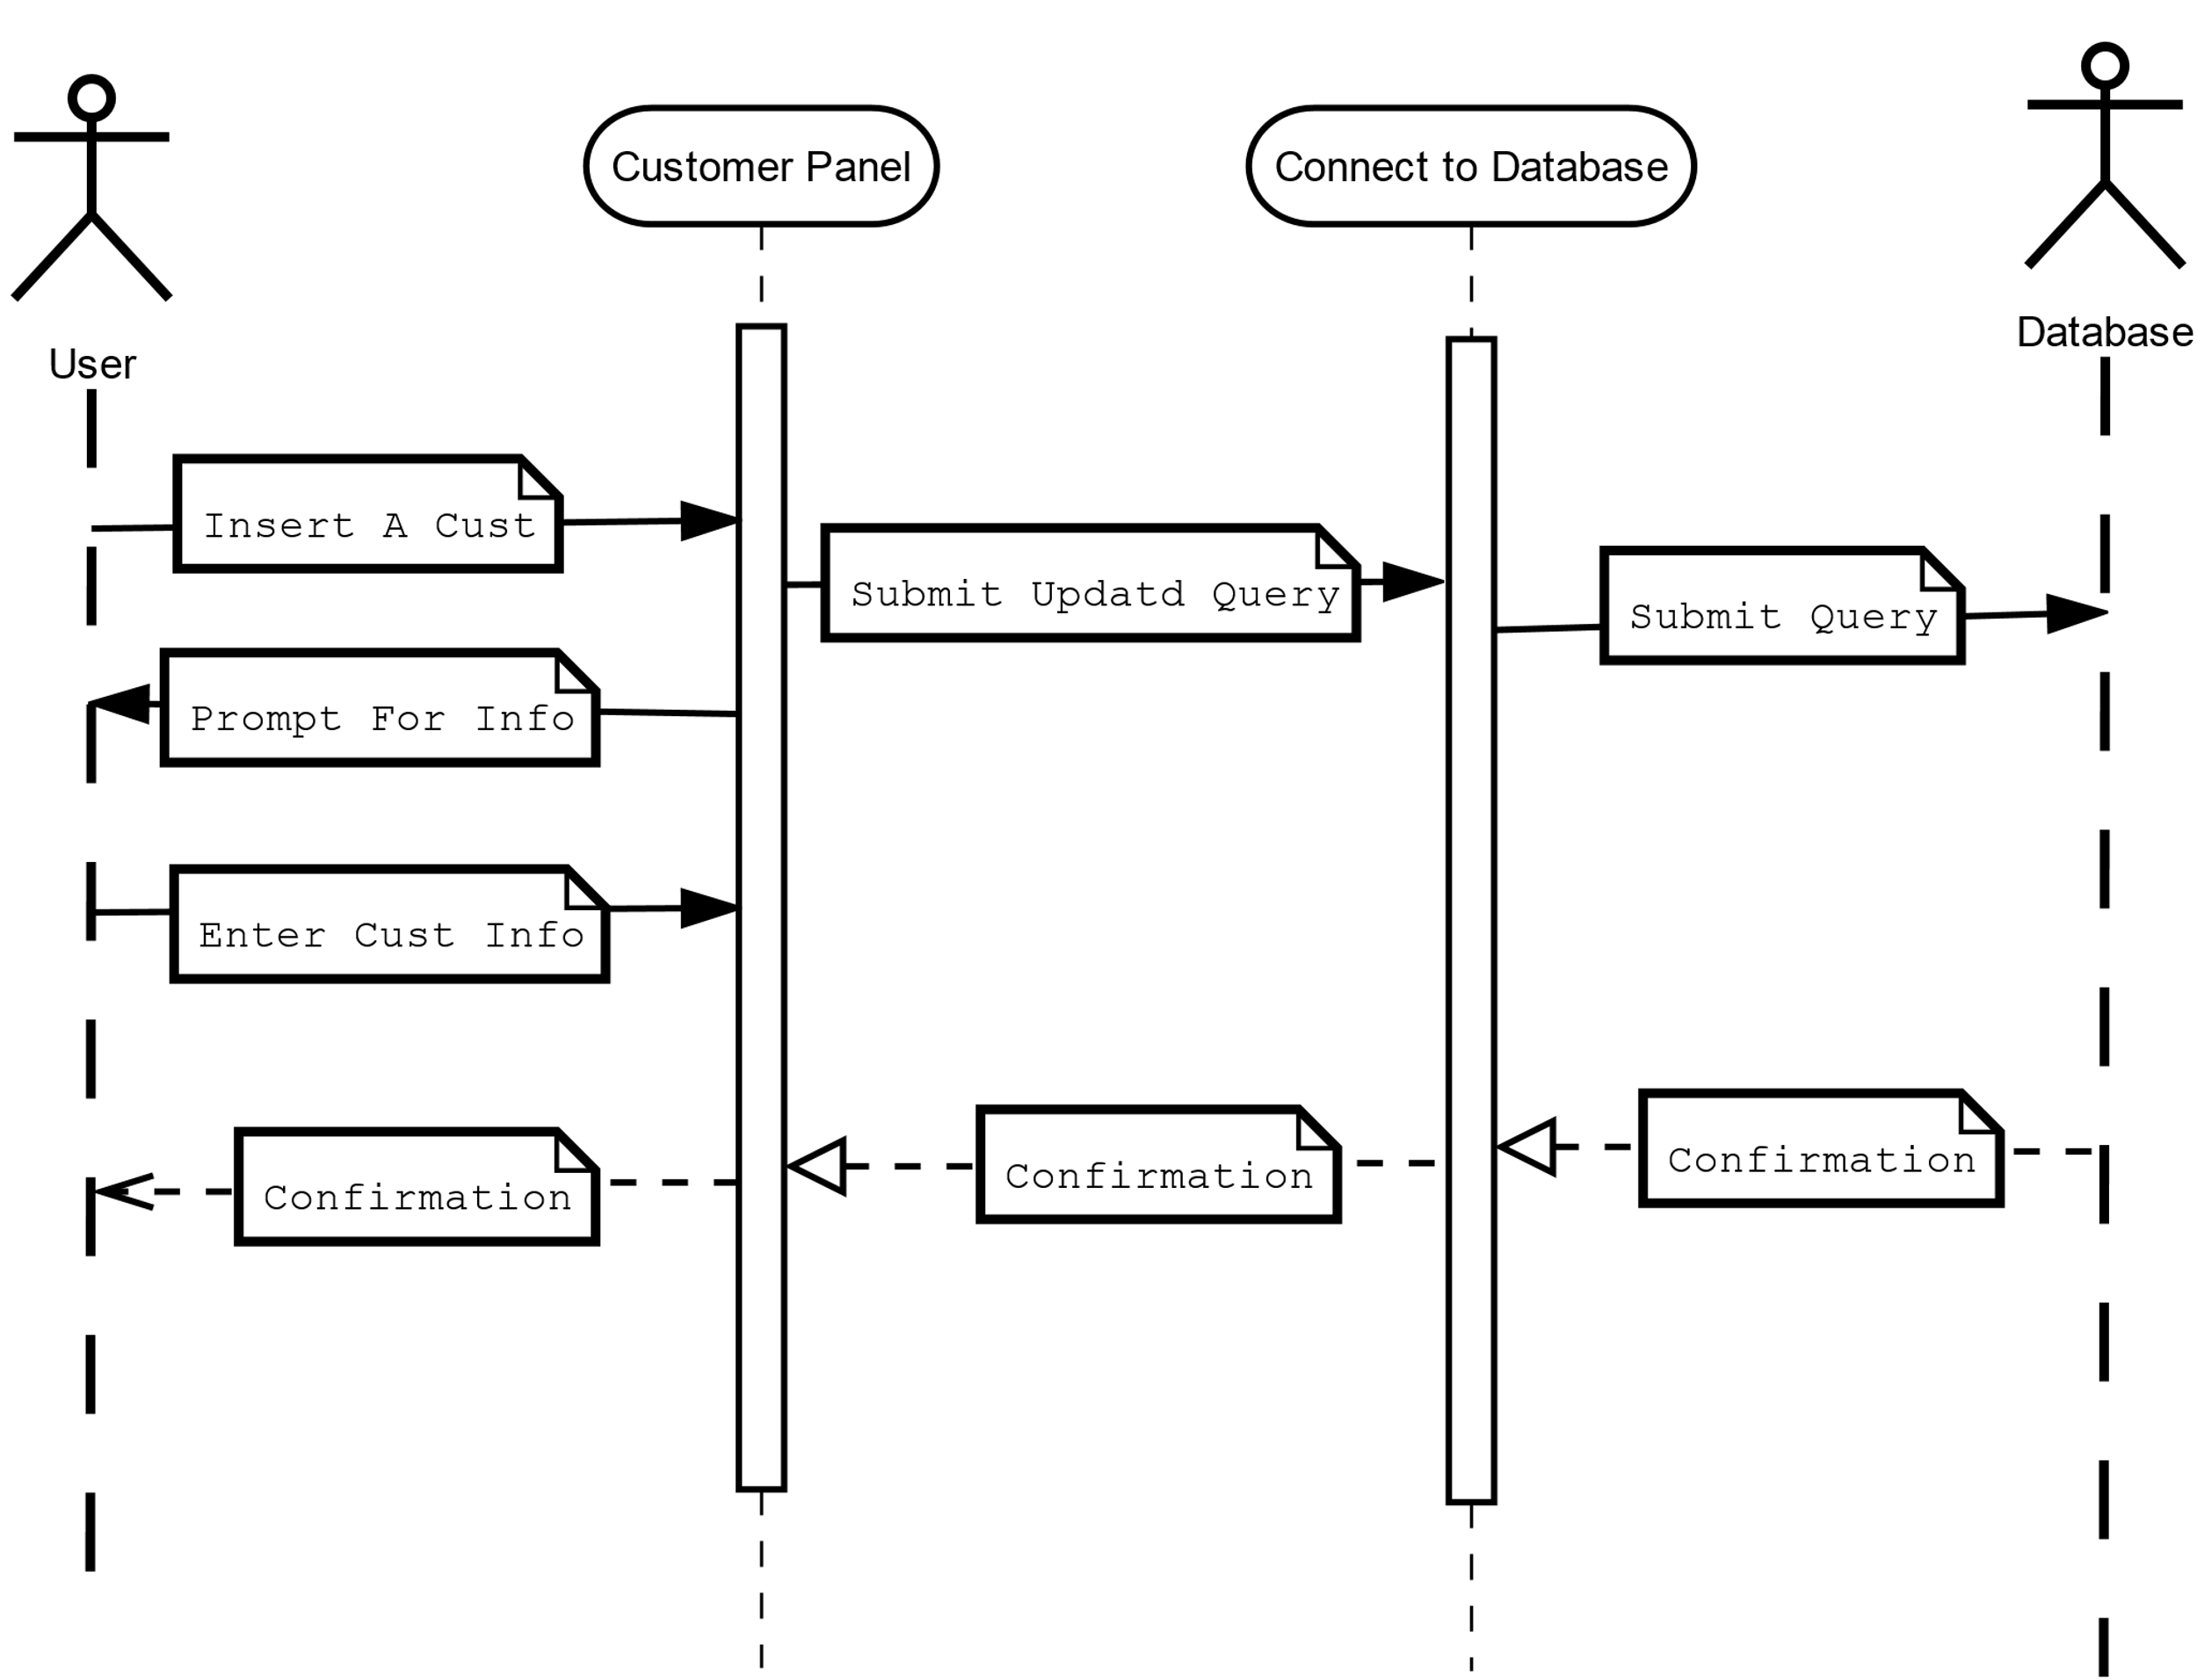 Customer Panel
Connect to Database
User
Database
Insert A Cust
Submit Updatd Query
Submit Query
Prompt For Info
Enter Cust Info
Confirmation
Confirmation
Confirmation